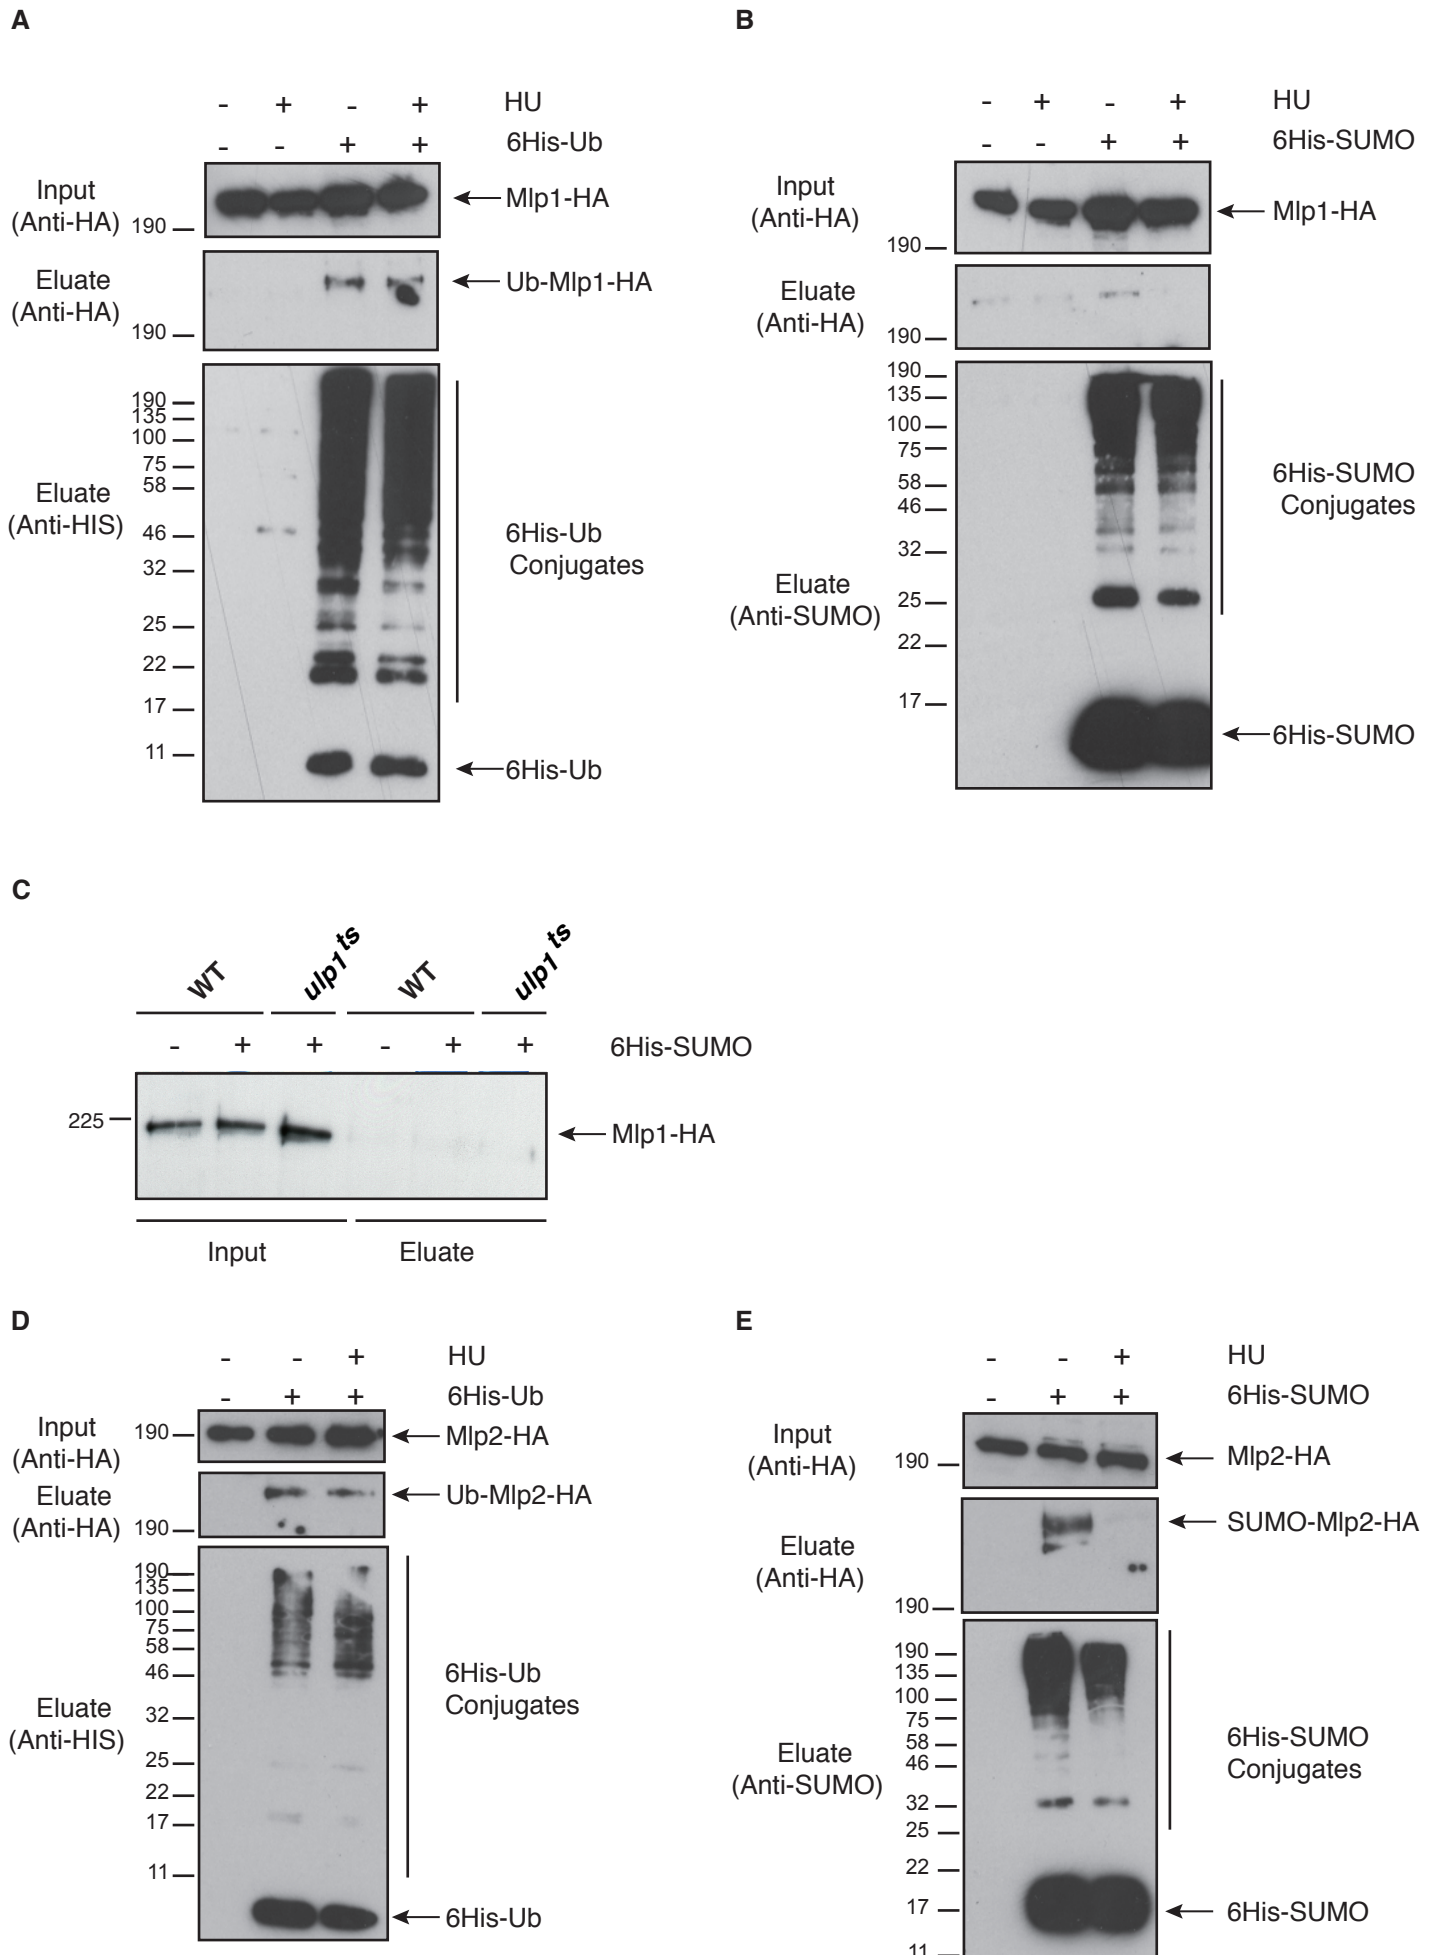 A
- + - + HU
- - + + 6His-Ub
Input
(Anti-HA)
190
Mlp1-HA
Eluate
(Anti-HA)
190
Ub-Mlp1-HA
Eluate
(Anti-HIS)
190
135
100
75
58
46
32
25
22
17
11
6His-Ub
Conjugates
6His-Ub
B
- + - + HU
- - + + 6His-SUMO
Input
(Anti-HA)
190
Mlp1-HA
Eluate
(Anti-HA)
190
Eluate
(Anti-SUMO)
190
135
100
75
58
46
32
25
22
17
6His-SUMO
Conjugates
6His-SUMO
C
WT ulp1 ts WT ulp1 ts
- + + - + + 6His-SUMO
225
Mlp1-HA
Input Eluate
D
- - + HU
- + + 6His-Ub
Input
(Anti-HA)
190
Mlp2-HA
Eluate
(Anti-HA)
190
Ub-Mlp2-HA
Eluate
(Anti-HIS)
190
135
100
75
58
46
32
25
22
17
11
6His-Ub
Conjugates
6His-Ub
E
- - + HU
- + + 6His-SUMO
Input
(Anti-HA)
190
Mlp2-HA
Eluate
(Anti-HA)
190
SUMO-Mlp2-HA
Eluate
(Anti-SUMO)
190
135
100
75
58
46
32
25
22
17
11
6His-SUMO
Conjugates
6His-SUMO